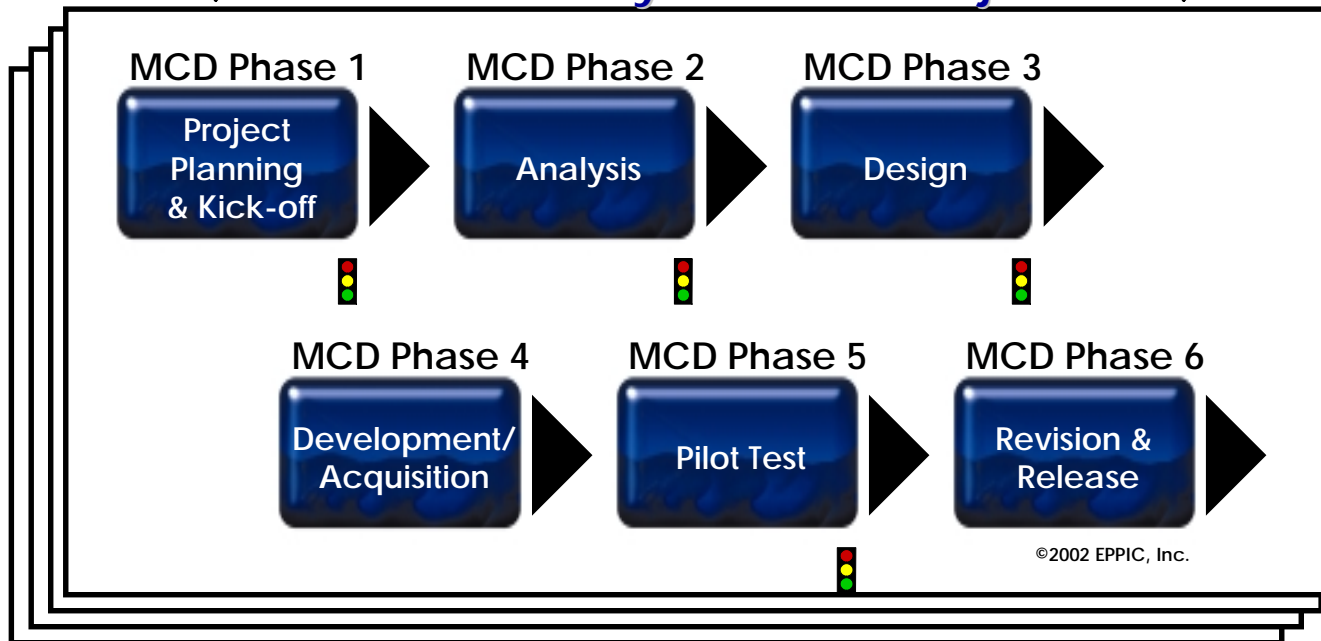 MCD Phase 1
MCD Phase 2
MCD Phase 3
Project
Planning
& Kick-off
Analysis
Design
MCD Phase 4
MCD Phase 5
MCD Phase 6
Development/
Acquisition
Pilot Test
Revision &
Release
©2002 EPPIC, Inc.